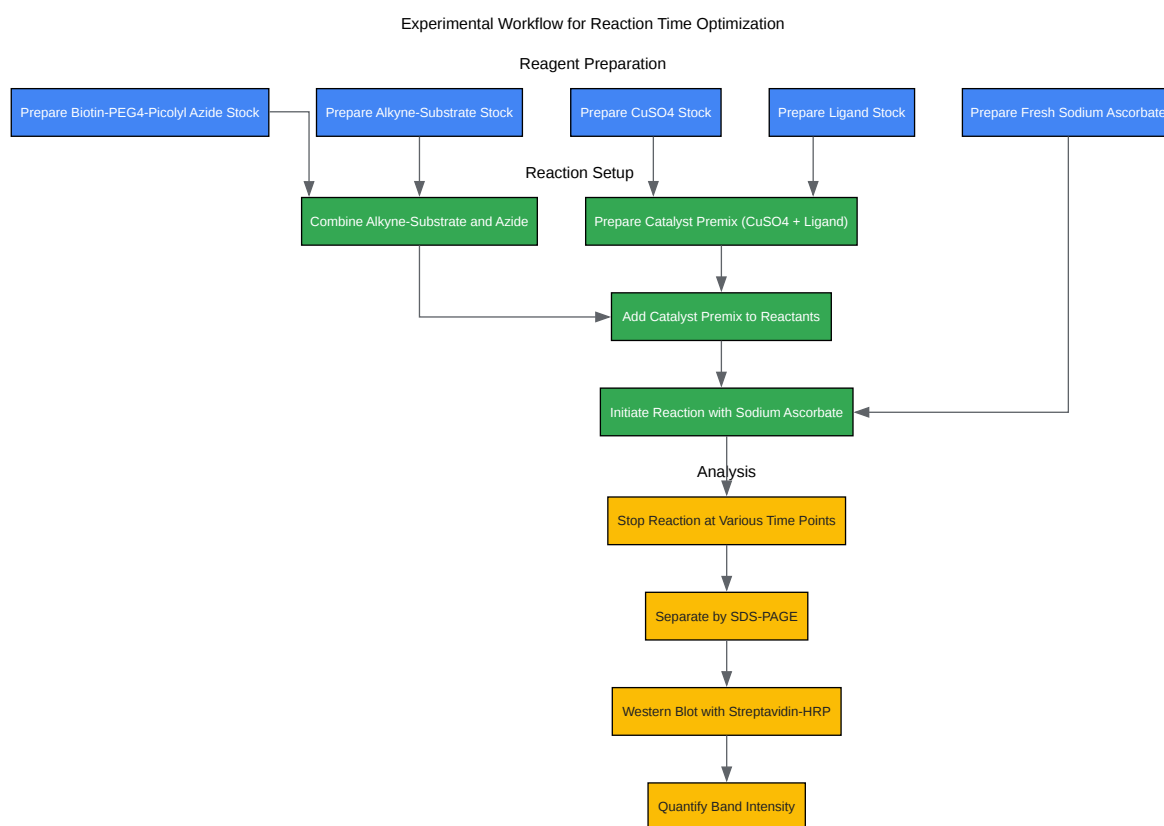 Experimental Workflow for Reaction Time Optimization
Reagent Preparation
Prepare Biotin-PEG4-Picolyl Azide Stock
Prepare Alkyne-Substrate Stock
Prepare CuSO4 Stock
Prepare Ligand Stock
Prepare Fresh Sodium Ascorbate
Reaction Setup
Combine Alkyne-Substrate and Azide
Prepare Catalyst Premix (CuSO4 + Ligand)
Add Catalyst Premix to Reactants
Initiate Reaction with Sodium Ascorbate
Analysis
Stop Reaction at Various Time Points
Separate by SDS-PAGE
Western Blot with Streptavidin-HRP
Quantify Band Intensity